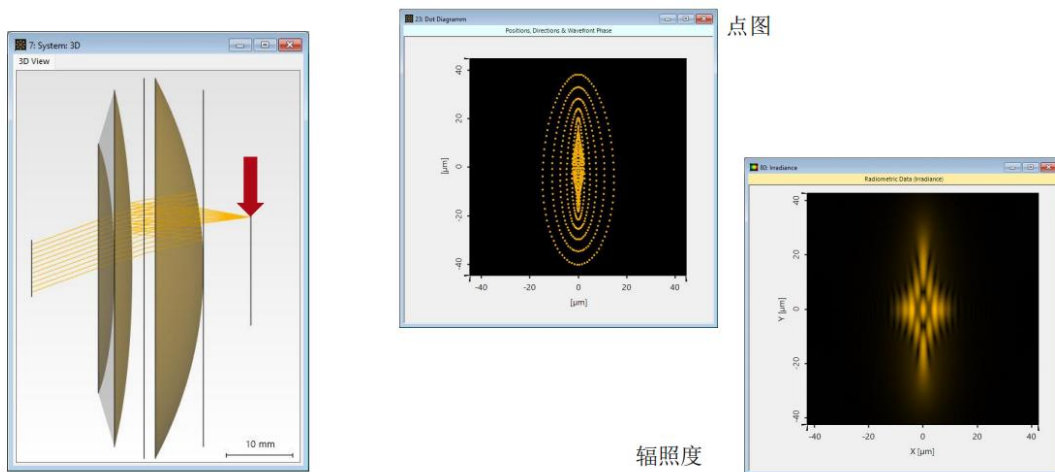 7: System: 3D
3D View
10 mm
23: Dot Diagramm
Positions, Directions & Wavefront Phase
点图
[µm]
40
20
0
-20
-40
-40
-20
0
20
40
[µm]
Irradiance
Radiometric Data (Irradiance)
Y [µm]
40
20
0
-20
-40
-40
-20
0
20
40
X [µm]
辐照度